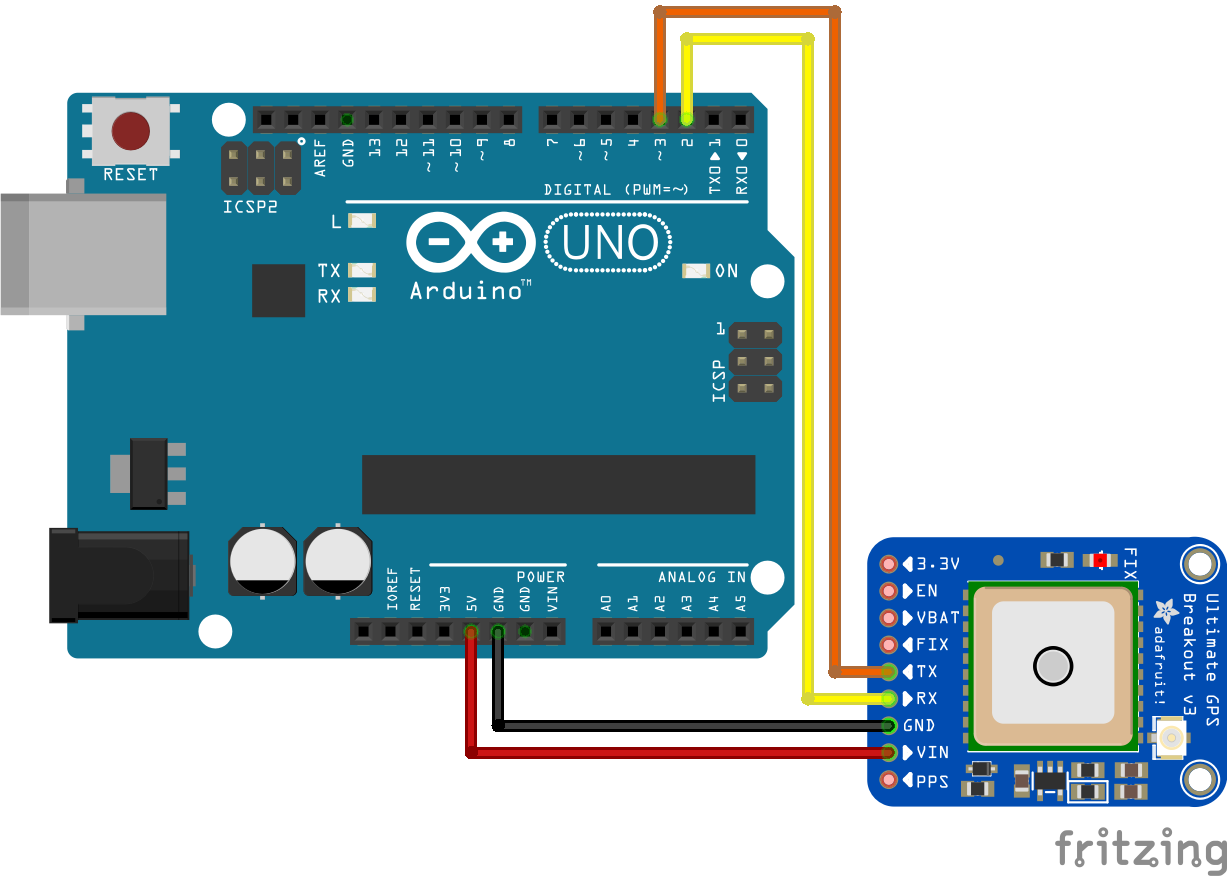 RESET
ICSP2
AREF
GND
13
12
~11
~10
~9
8
7
~6
~5
4
~3
2
TX0▶1
RX0◀0
DIGITAL (PWM=~)
L
TX
RX
Arduino™
UNO
ON
1
ICSP
IOREF
RESET
3V3
5V
GND
GND
VIN
POWER
A0
A1
A2
A3
A4
A5
ANALOG IN
3.3V
EN
VBAT
FIX
TX
RX
GND
VIN
PPS
FIX
adafruit!
Ultimate GPS
Breakout v3
fritzing